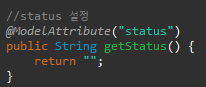 //status 설정
@ModelAttribute("status")
public String getStatus() {
    return "";
}